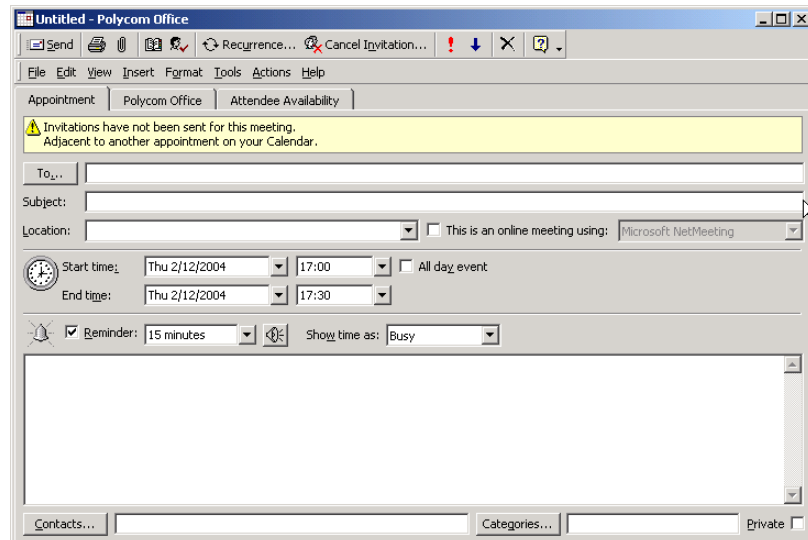 Untitled - Polycom Office
Send Recurrence... Cancel Invitation...
File Edit View Insert Format Tools Actions Help
Appointment Polycom Office Attendee Availability
Invitations have not been sent for this meeting.
Adjacent to another appointment on your Calendar.
To...
Subject:
Location: This is an online meeting using: Microsoft NetMeeting
Start time: Thu 2/12/2004 17:00 All day event
End time: Thu 2/12/2004 17:30
Reminder: 15 minutes Show time as: Busy
Contacts... Categories... Private